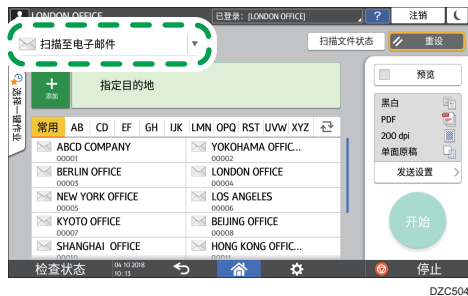 LONDON OFFICE
已登录: [LONDON OFFICE]
?
注销
扫描至电子邮件
扫描文件状态
重设
选择一键作业
添加
指定目的地
预览
黑白
PDF
200 dpi
单面原稿
发送设置
常用 AB CD EF GH IJK LMN OPQ RST UVW XYZ
ABCD COMPANY
00001
YOKOHAMA OFFIC...
00002
BERLIN OFFICE
00003
LONDON OFFICE
00004
NEW YORK OFFICE
00005
LOS ANGELES
00006
KYOTO OFFICE
00007
BEIJING OFFICE
00008
SHANGHAI OFFICE
00010
HONG KONG OFFIC...
00011
开始
检查状态
04 10 2018
10 : 13
停止
DZC504